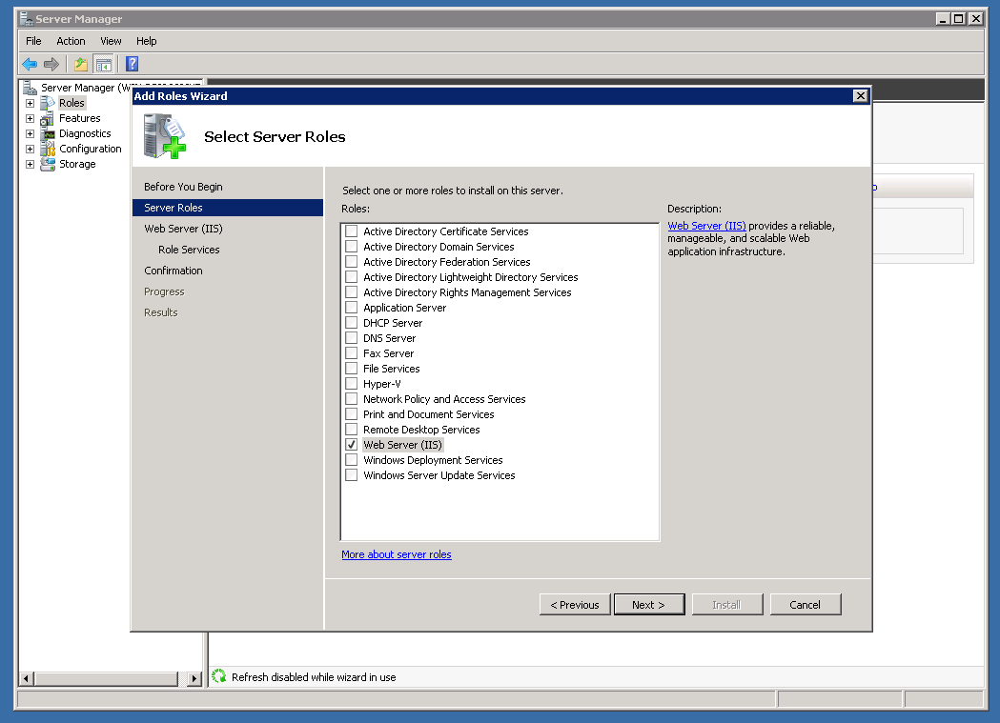 Server Manager
File Action View Help
Server Manager
Roles
Features
Diagnostics
Configuration
Storage
Add Roles Wizard
Select Server Roles
Before You Begin
Server Roles
Web Server (IIS)
Role Services
Confirmation
Progress
Results
Select one or more roles to install on this server.
Roles:
Active Directory Certificate Services
Active Directory Domain Services
Active Directory Federation Services
Active Directory Lightweight Directory Services
Active Directory Rights Management Services
Application Server
DHCP Server
DNS Server
Fax Server
File Services
Hyper-V
Network Policy and Access Services
Print and Document Services
Remote Desktop Services
Web Server (IIS)
Windows Deployment Services
Windows Server Update Services
More about server roles
Description:
Web Server (IIS) provides a reliable,
manageable, and scalable Web
application infrastructure.
< Previous
Next >
Install
Cancel
Refresh disabled while wizard in use